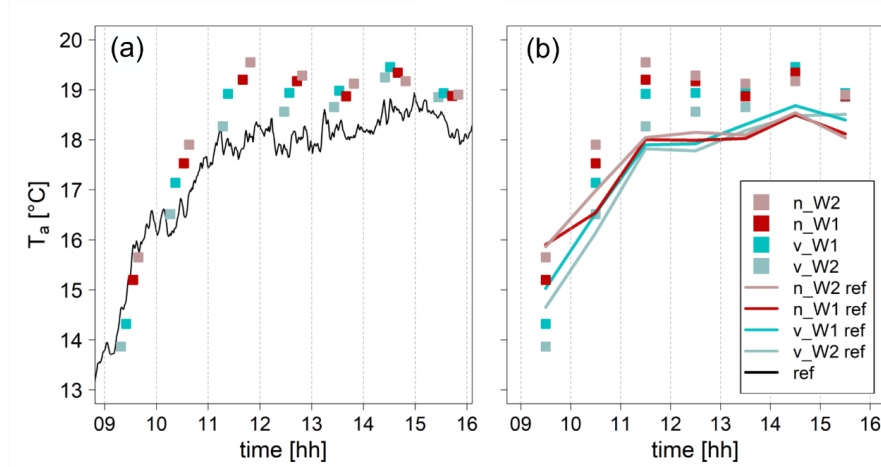 (a)
(b)
20
19
18
17
16
15
14
13
Ta [°C]
09 10 11 12 13 14 15 16
time [hh]
09 10 11 12 13 14 15 16
time [hh]
n_W2
n_W1
v_W1
v_W2
n_W2 ref
n_W1 ref
v_W1 ref
v_W2 ref
ref